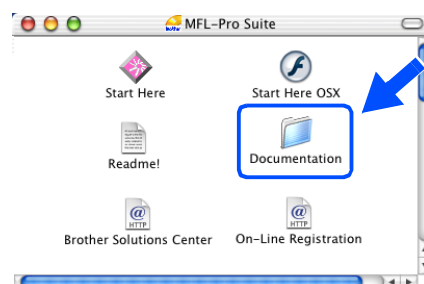 MFL-Pro Suite
Start Here
Start Here OSX
Readme!
Documentation
@
HTTP
@
HTTP
Brother Solutions Center
On-Line Registration